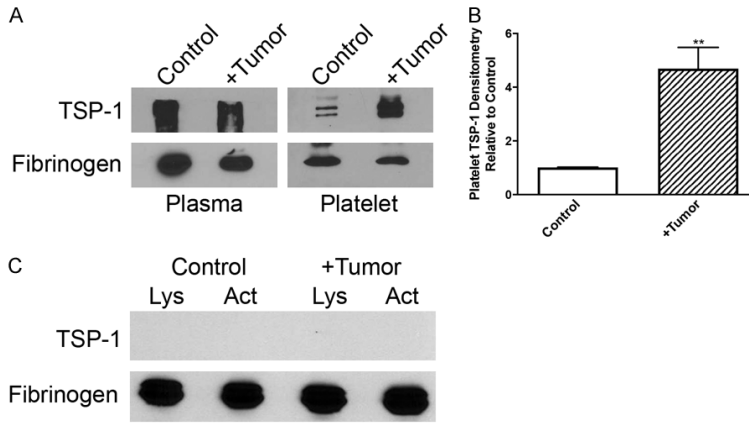 A
Control
+Tumor
Control
+Tumor
TSP-1
Fibrinogen
Plasma
Platelet
B
Platelet TSP-1 Densitometry
Relative to Control
6
4
2
0
**
Control
+Tumor
C
Control
+Tumor
Lys
Act
Lys
Act
TSP-1
Fibrinogen